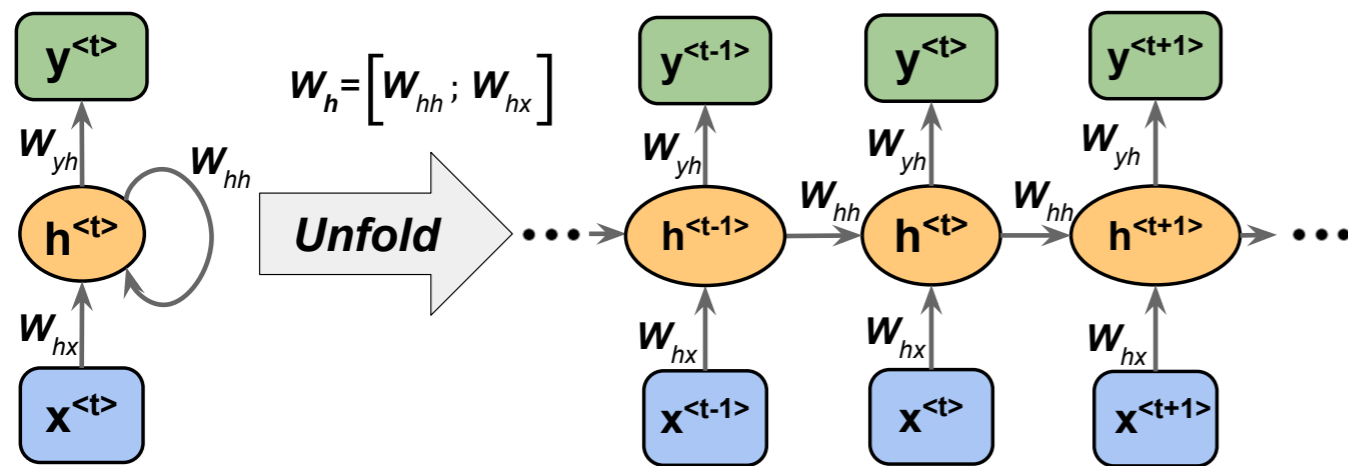 y<t>
W_h = [W_hh ; W_hx]
y<t-1>
y<t>
y<t+1>
W_yh
W_hh
W_yh
W_yh
W_yh
h<t>
Unfold
•••
h<t-1>
W_hh
h<t>
W_hh
h<t+1>
•••
W_hx
W_hx
W_hx
W_hx
x<t>
x<t-1>
x<t>
x<t+1>